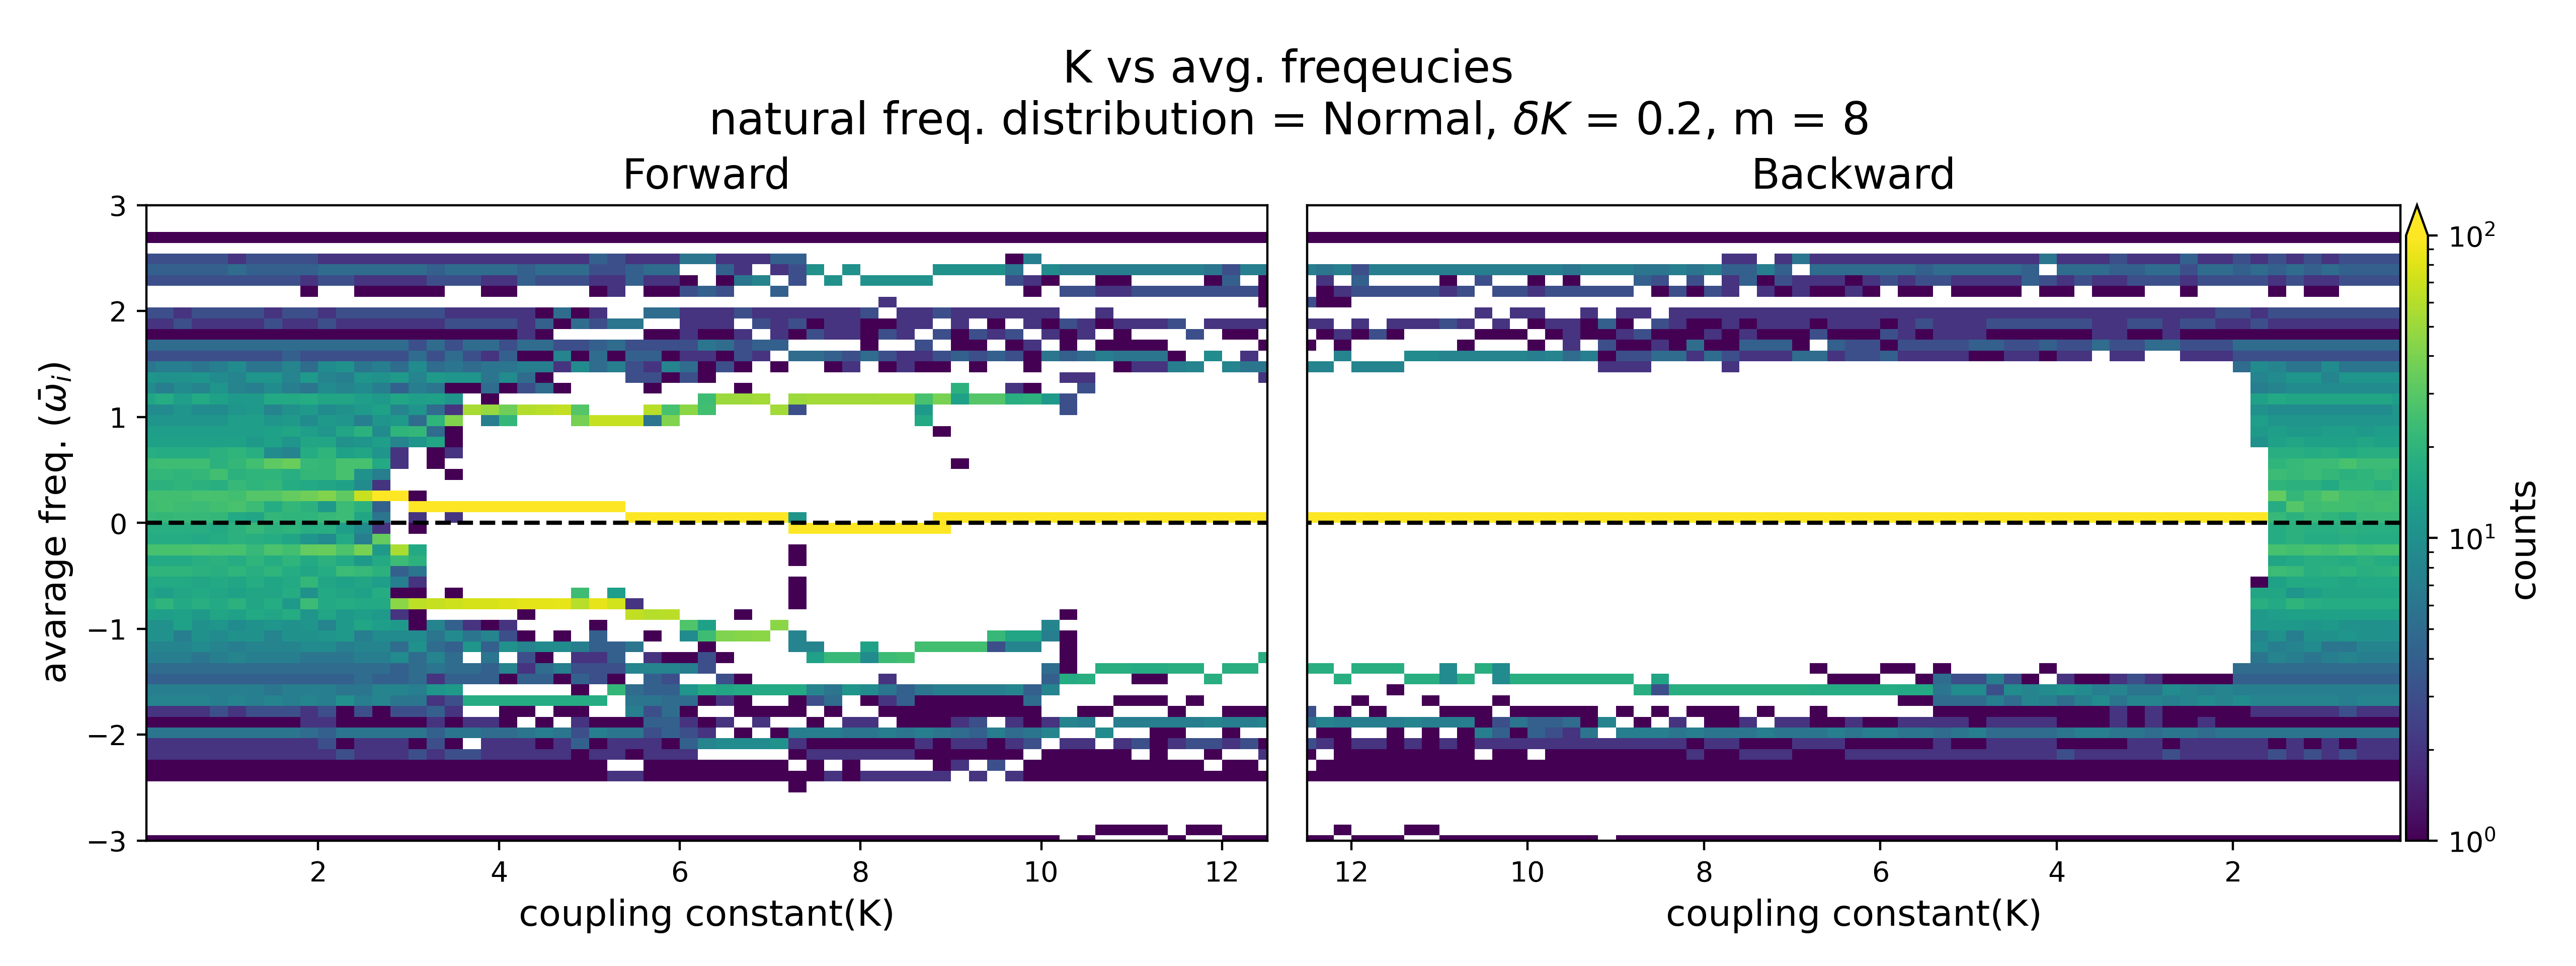 K vs avg. freqeucies
natural freq. distribution = Normal, δK = 0.2, m = 8
Forward
Backward
3
2
1
0
−1
−2
−3
avarage freq. (ω̄ᵢ)
2
4
6
8
10
12
coupling constant(K)
12
10
8
6
4
2
coupling constant(K)
10²
10¹
10⁰
counts